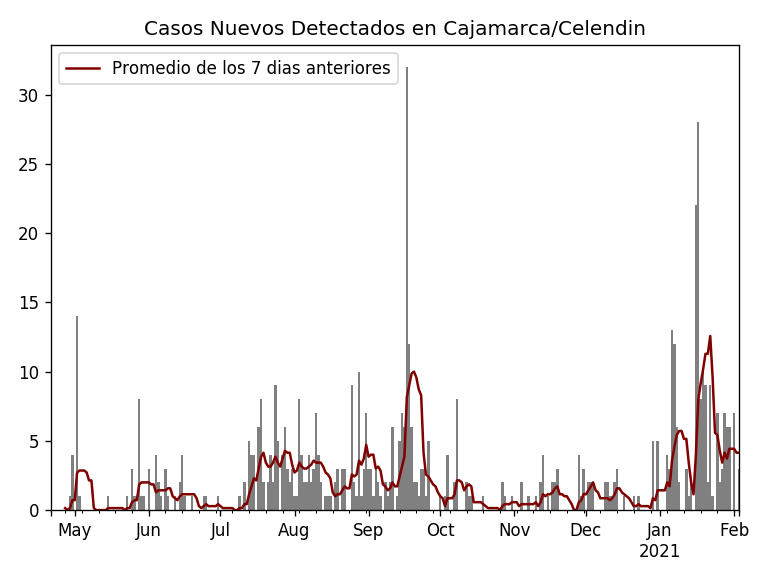 Casos Nuevos Detectados en Cajamarca/Celendin
Promedio de los 7 dias anteriores
30
25
20
15
10
5
0
May Jun Jul Aug Sep Oct Nov Dec Jan Feb
2021